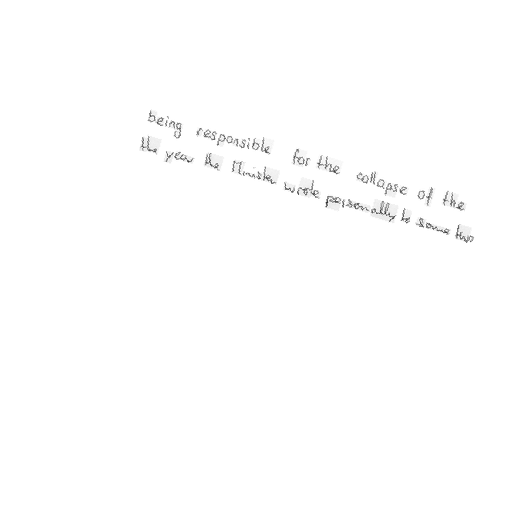 being responsible for the collapse of the
the year the Minister wrote personally to some two